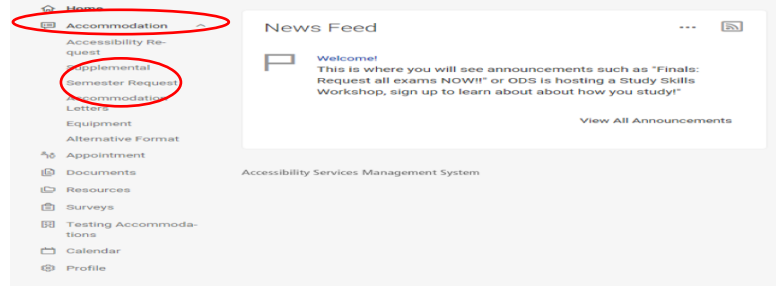 Home
Accommodation
Accessibility Re-
quest
Supplemental
Semester Request
Accommodation
Letters
Equipment
Alternative Format
Appointment
Documents
Resources
Surveys
Testing Accommoda-
tions
Calendar
Profile
News Feed
Welcome!
This is where you will see announcements such as "Finals:
Request all exams NOW!!" or ODS is hosting a Study Skills
Workshop, sign up to learn about about how you study!"
View All Announcements
Accessibility Services Management System